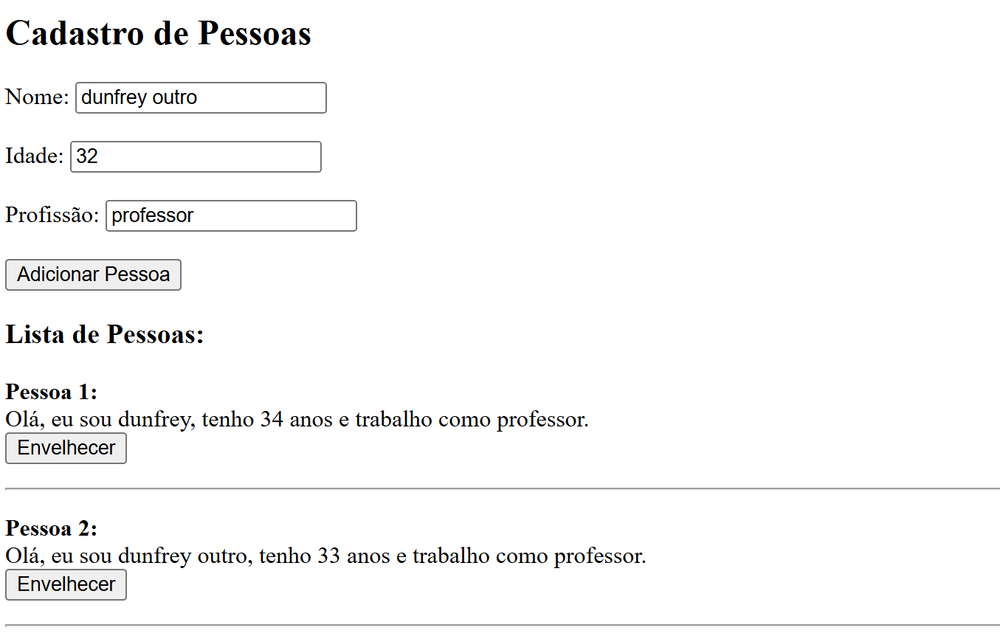 Cadastro de Pessoas
Nome: dunfrey outro
Idade: 32
Profissão: professor
Adicionar Pessoa
Lista de Pessoas:
Pessoa 1:
Olá, eu sou dunfrey, tenho 34 anos e trabalho como professor.
Envelhecer
Pessoa 2:
Olá, eu sou dunfrey outro, tenho 33 anos e trabalho como professor.
Envelhecer